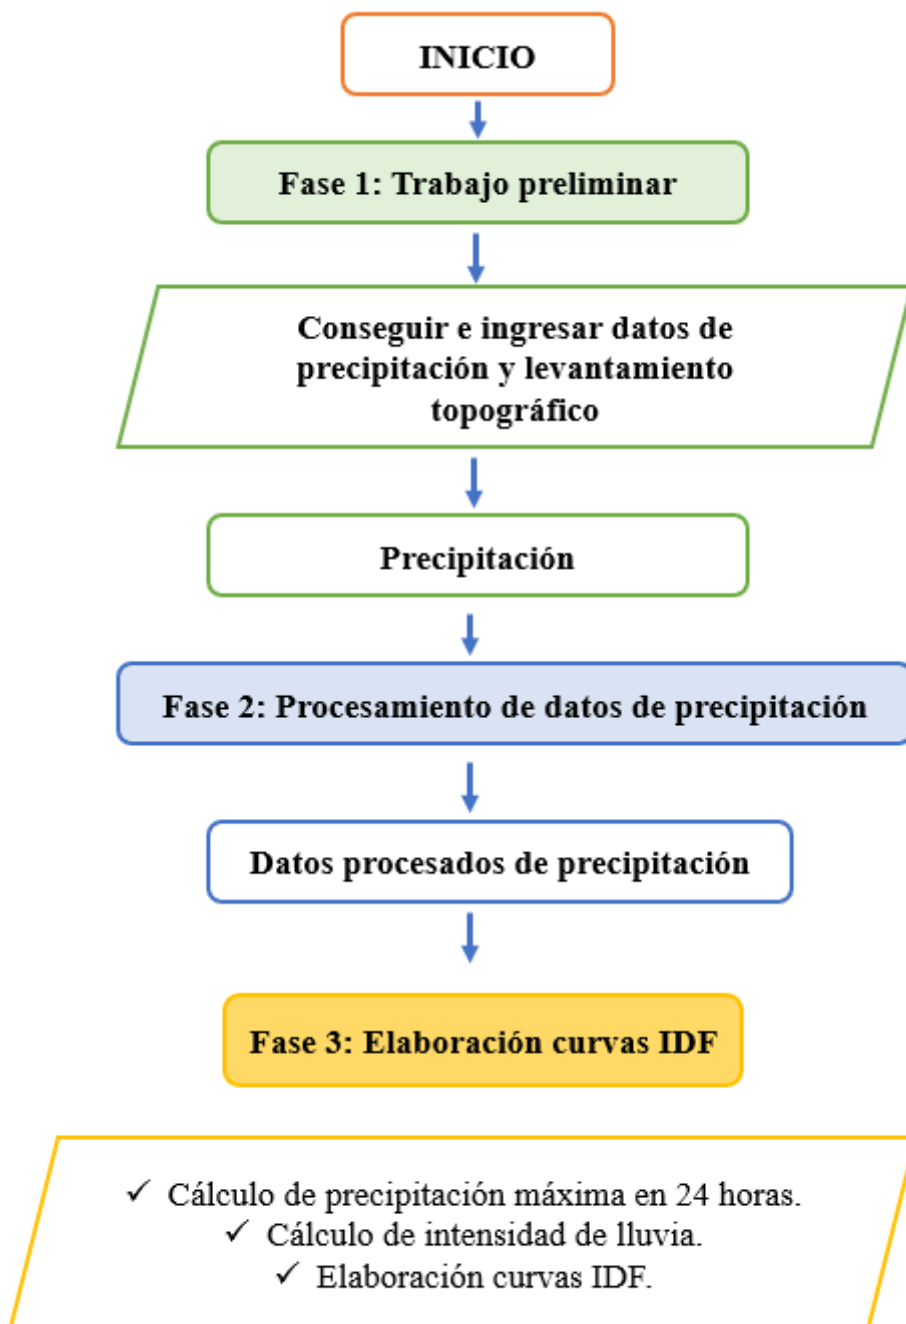 INICIO
Fase 1: Trabajo preliminar
Conseguir e ingresar datos de
precipitación y levantamiento
topográfico
Precipitación
Fase 2: Procesamiento de datos de precipitación
Datos procesados de precipitación
Fase 3: Elaboración curvas IDF
✓ Cálculo de precipitación máxima en 24 horas.
✓ Cálculo de intensidad de lluvia.
✓ Elaboración curvas IDF.